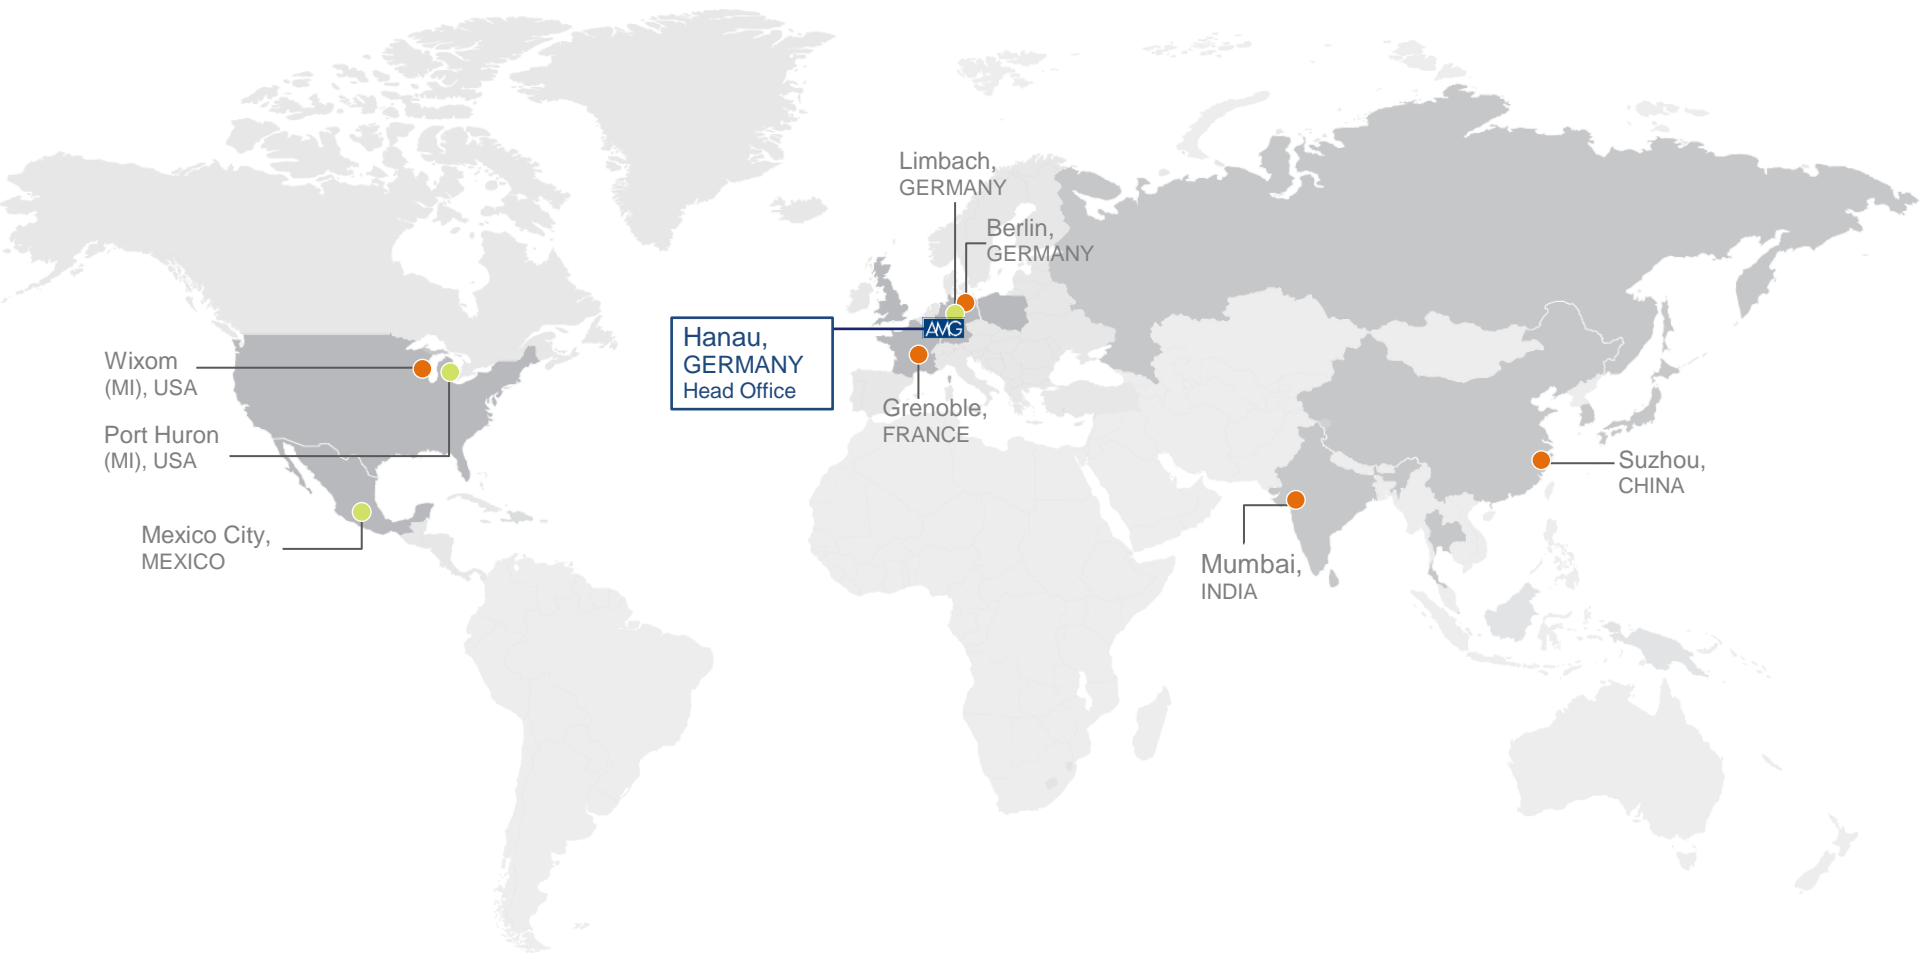 Limbach,
GERMANY
Berlin,
GERMANY
Hanau,
GERMANY
Head Office
AMG
Wixom
(MI), USA
Port Huron
(MI), USA
Grenoble,
FRANCE
Suzhou,
CHINA
Mexico City,
MEXICO
Mumbai,
INDIA